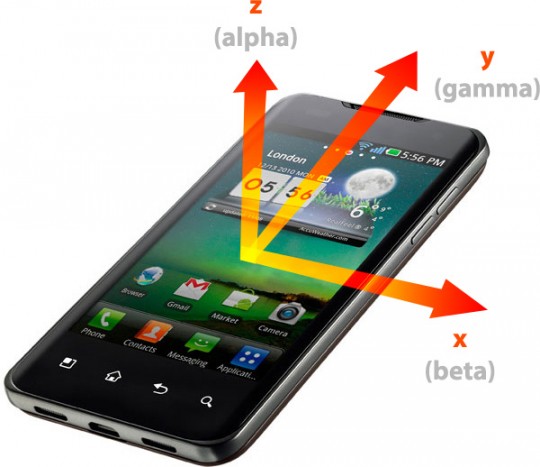 z
(alpha)
y
(gamma)
5:56 PM
London
12/13 2010 MON
05 56
6°
AccuWeather.com
Browser
Gmail
Market
Camera
Phone
Contacts
Messaging
Applicati...
x
(beta)